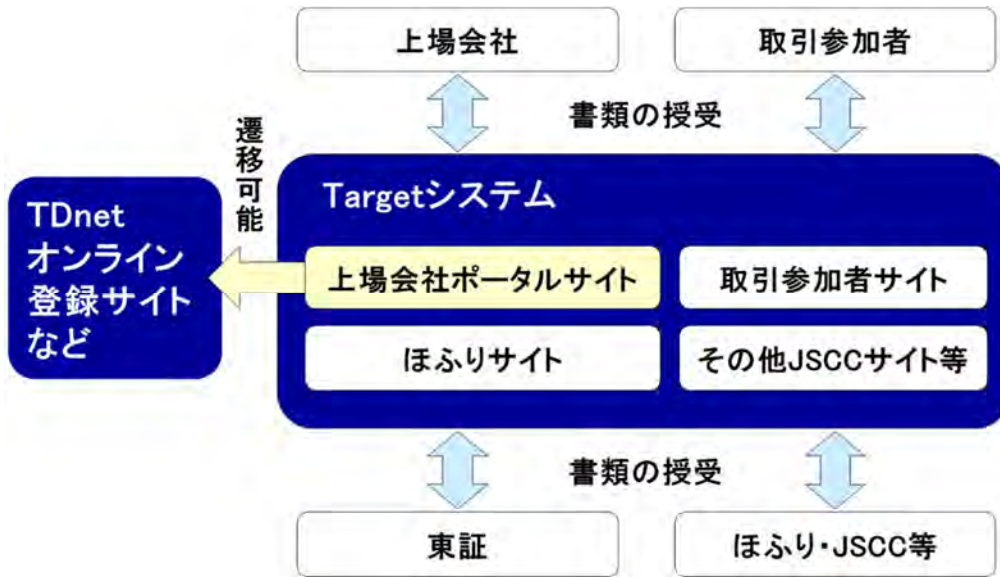 上場会社
取引参加者
書類の授受
遷移可能
TDnet
オンライン
登録サイト
など
Targetシステム
上場会社ポータルサイト
取引参加者サイト
ほふりサイト
その他JSCCサイト等
書類の授受
東証
ほふり・JSCC等